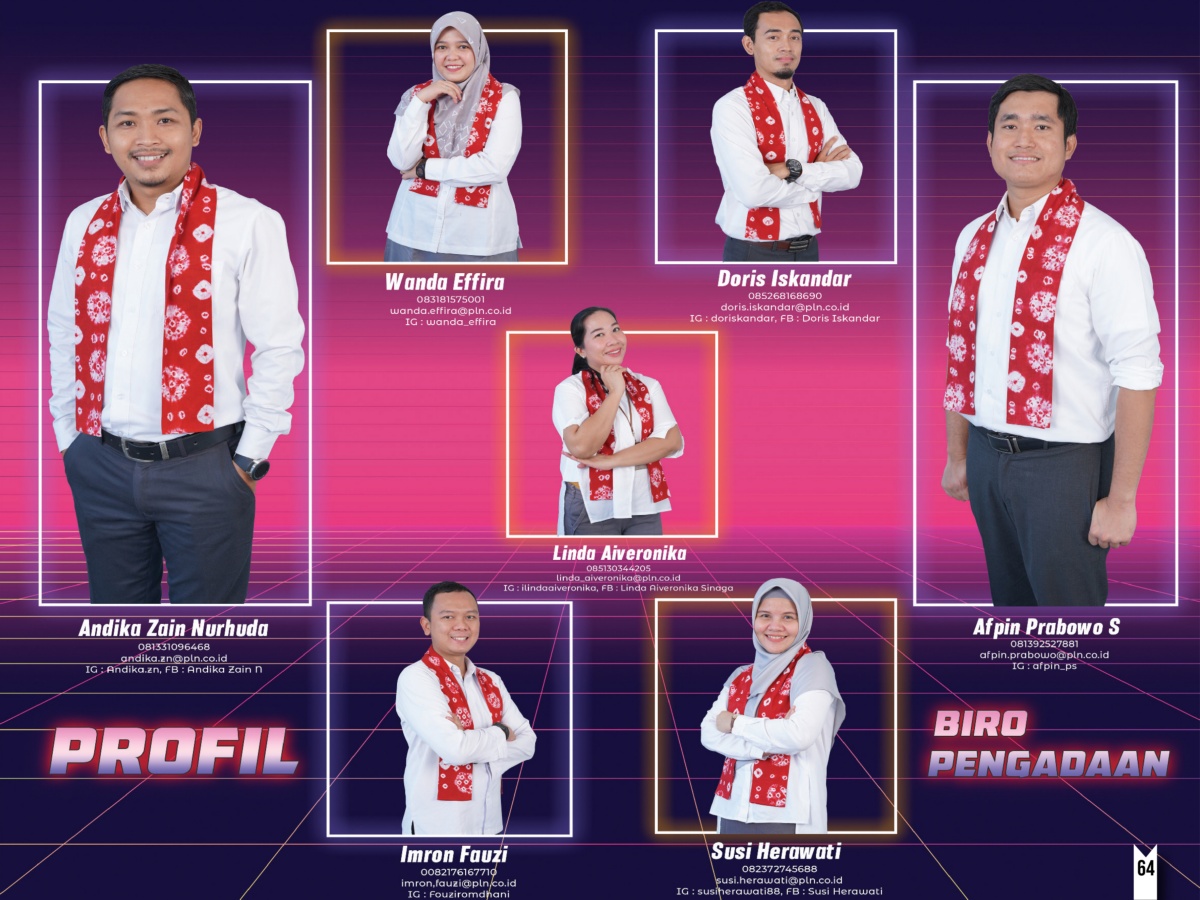 Wanda Effira
083181575001
wanda.effira@pln.co.id
IG : wanda_effira
Doris Iskandar
085268168690
doris.iskandar@pln.co.id
IG : doriskandar, FB : Doris Iskandar
Linda Aiveronika
085130344205
linda_aiveronika@pln.co.id
IG : ilindaaiveronika, FB : Linda Aiveronika Sinaga
Andika Zain Nurhuda
081331096468
andika.zn@pln.co.id
IG : Andika.zn, FB : Andika Zain N
Afpin Prabowo S
081392527881
afpin.prabowo@pln.co.id
IG : afpin_ps
PROFIL
BIRO
PENGADAAN
Imron Fauzi
0082176167710
imron,fauzi@pln.co.id
IG : Fouziromdhani
Susi Herawati
082372745688
susi.herawati@pln.co.id
IG : susiherawati88, FB : Susi Herawati
64